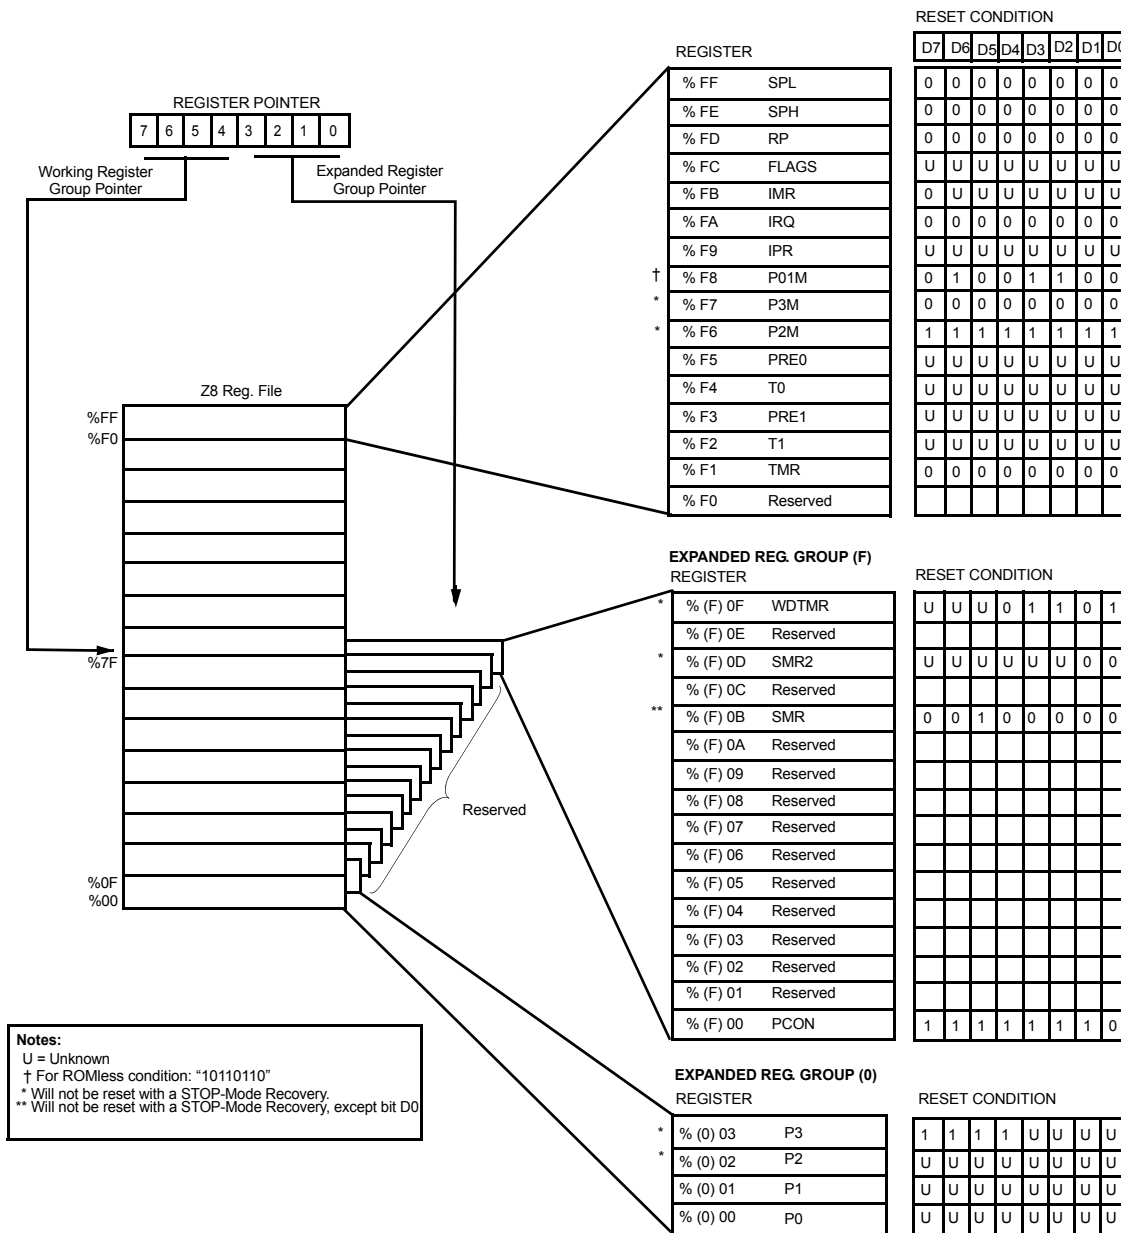 REGISTER POINTER
7 6 5 4 3 2 1 0
Working Register
Group Pointer
Expanded Register
Group Pointer
Z8 Reg. File
%FF
%F0
%7F
%0F
%00
Reserved
RESET CONDITION
REGISTER D7 D6 D5 D4 D3 D2 D1 D0
% FF SPL 0 0 0 0 0 0 0 0
% FE SPH 0 0 0 0 0 0 0 0
% FD RP 0 0 0 0 0 0 0 0
% FC FLAGS U U U U U U U U
% FB IMR 0 U U U U U U U
% FA IRQ 0 0 0 0 0 0 0 0
% F9 IPR U U U U U U U U
† % F8 P01M 0 1 0 0 1 1 0 0
* % F7 P3M 0 0 0 0 0 0 0 0
* % F6 P2M 1 1 1 1 1 1 1 1
% F5 PRE0 U U U U U U U U
% F4 T0 U U U U U U U U
% F3 PRE1 U U U U U U U U
% F2 T1 U U U U U U U U
% F1 TMR 0 0 0 0 0 0 0 0
% F0 Reserved
EXPANDED REG. GROUP (F)
REGISTER RESET CONDITION
* % (F) 0F WDTMR U U U 0 1 1 0 1
% (F) 0E Reserved
* % (F) 0D SMR2 U U U U U U 0 0
% (F) 0C Reserved
** % (F) 0B SMR 0 0 1 0 0 0 0 0
% (F) 0A Reserved
% (F) 09 Reserved
% (F) 08 Reserved
% (F) 07 Reserved
% (F) 06 Reserved
% (F) 05 Reserved
% (F) 04 Reserved
% (F) 03 Reserved
% (F) 02 Reserved
% (F) 01 Reserved
% (F) 00 PCON 1 1 1 1 1 1 1 0
EXPANDED REG. GROUP (0)
REGISTER RESET CONDITION
* % (0) 03 P3 1 1 1 1 U U U U
* % (0) 02 P2 U U U U U U U U
% (0) 01 P1 U U U U U U U U
% (0) 00 P0 U U U U U U U U
Notes:
U = Unknown
† For ROMless condition: “10110110”
* Will not be reset with a STOP-Mode Recovery.
** Will not be reset with a STOP-Mode Recovery, except bit D0